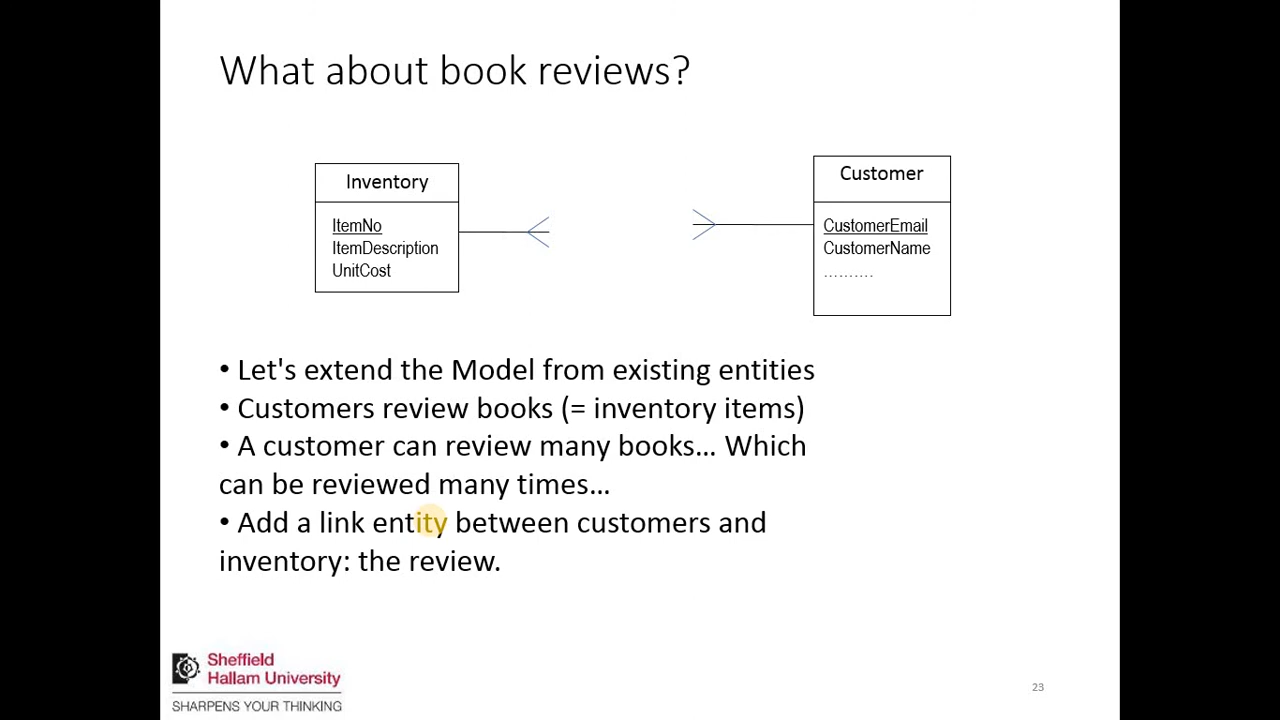 What about book reviews?
Inventory
ItemNo
ItemDescription
UnitCost
Customer
CustomerEmail
CustomerName
..........
• Let's extend the Model from existing entities
• Customers review books (= inventory items)
• A customer can review many books… Which
can be reviewed many times…
• Add a link entity between customers and
inventory: the review.
Sheffield
Hallam University
SHARPENS YOUR THINKING
23